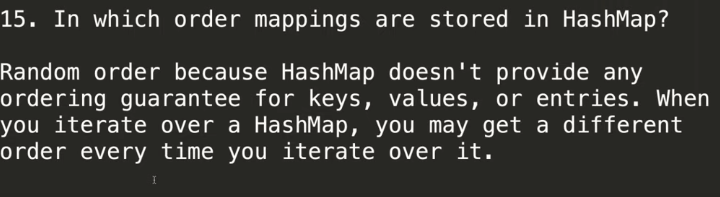 15. In which order mappings are stored in HashMap?
Random order because HashMap doesn't provide any
ordering guarantee for keys, values, or entries. When
you iterate over a HashMap, you may get a different
order every time you iterate over it.